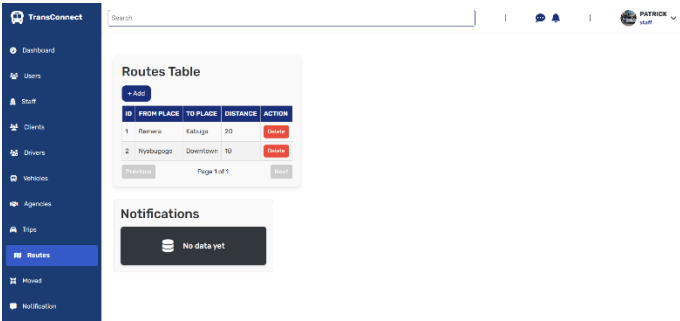 TransConnect
Search
PATRICK
staff
Dashboard
Users
Staff
Clients
Drivers
Vehicles
Agencies
Trips
Routes
Moved
Notification
Routes Table
+ Add
ID FROM PLACE TO PLACE DISTANCE ACTION
1 Remera Kabuga 20 Delete
2 Nyabugogo Downtown 10 Delete
Previous Page 1 of 1 Next
Notifications
No data yet